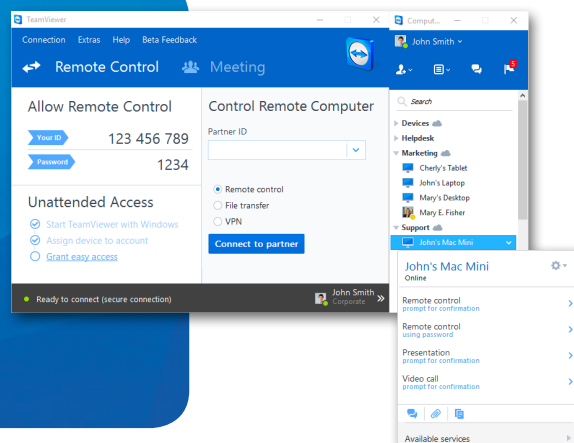 TeamViewer
Connection Extras Help Beta Feedback
Remote Control
Meeting
Allow Remote Control
Your ID 123 456 789
Password 1234
Unattended Access
Start TeamViewer with Windows
Assign device to account
Grant easy access
Control Remote Computer
Partner ID
Remote control
File transfer
VPN
Connect to partner
Ready to connect (secure connection)
John Smith
Corporate
Comput...
John Smith
5
Search
Devices
Helpdesk
Marketing
Cherly's Tablet
John's Laptop
Mary's Desktop
Mary E. Fisher
Support
John's Mac Mini
John's Mac Mini
Online
Remote control
prompt for confirmation
Remote control
using password
Presentation
prompt for confirmation
Video call
prompt for confirmation
Available services